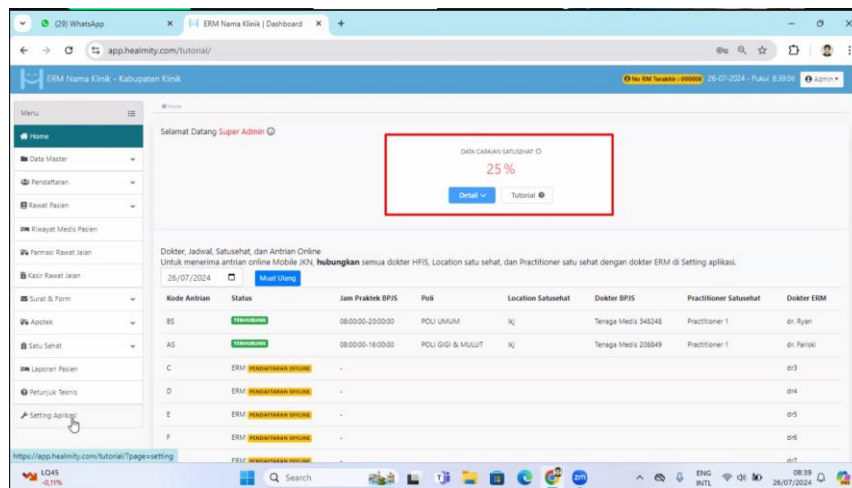 (29) WhatsApp
ERM Nama Klinik | Dashboard
app.healmity.com/tutorial/
ERM Nama Klinik - Kabupaten Klinik
No RM Terakhir : 000008 26-07-2024 - Pukul 8:39:06 Admin
Menu
Home
Home
Data Master
Pendaftaran
Rawat Pasien
Riwayat Medis Pasien
Farmasi Rawat Jalan
Kasir Rawat Jalan
Surat & Form
Apotek
Satu Sehat
Laporan Pasien
Petunjuk Teknis
Setting Aplikasi
Selamat Datang Super Admin
DATA CAPAIAN SATUSEHAT
25 %
Detail Tutorial
Dokter, Jadwal, Satusehat, dan Antrian Online
Untuk menerima antrian online Mobile JKN, hubungkan semua dokter HFIS, Location satu sehat, dan Practitioner satu sehat dengan dokter ERM di Setting aplikasi.
26/07/2024 Muat Ulang
Kode Antrian Status Jam Praktek BPJS Poli Location Satusehat Dokter BPJS Practitioner Satusehat Dokter ERM
BS TERHUBUNG 08:00:00-20:00:00 POLI UMUM ikj Tenaga Medis 348248 Practitioner 1 dr. Ryan
AS TERHUBUNG 08:00:00-16:00:00 POLI GIGI & MULUT ikj Tenaga Medis 208849 Practitioner 1 dr. Feriski
C ERM PENDAFTARAN OFFLINE - dr3
D ERM PENDAFTARAN OFFLINE - dr4
E ERM PENDAFTARAN OFFLINE - dr5
F ERM PENDAFTARAN OFFLINE - dr6
ERM PENDAFTARAN OFFLINE dr7
https://app.healmity.com/tutorial/?page=setting
LQ45
-0,11%
Search
zm
ENG
INTL
08:39
26/07/2024